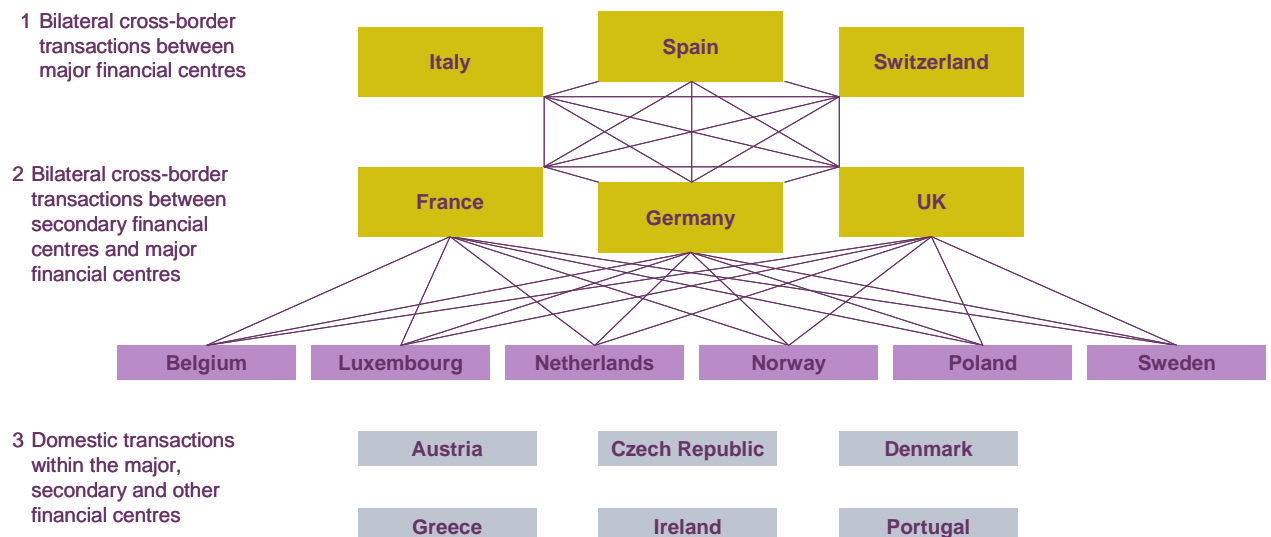 1 Bilateral cross-border
transactions between
major financial centres
Italy
Spain
Switzerland
2 Bilateral cross-border
transactions between
secondary financial
centres and major
financial centres
France
Germany
UK
Belgium
Luxembourg
Netherlands
Norway
Poland
Sweden
3 Domestic transactions
within the major,
secondary and other
financial centres
Austria
Czech Republic
Denmark
Greece
Ireland
Portugal